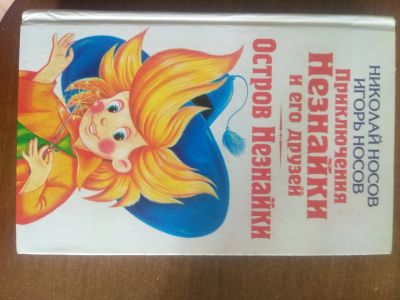 НИКОЛАЙ НОСОВ
ИГОРЬ НОСОВ
Приключения
Незнайки
и его друзей
Остров Незнайки